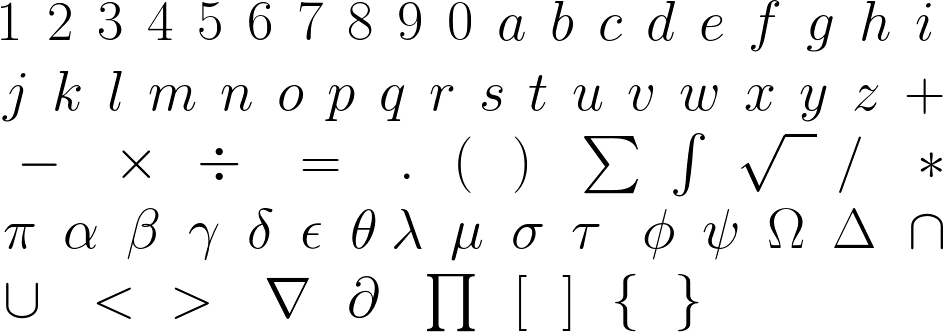 1 2 3 4 5 6 7 8 9 0 a b c d e f g h i
j k l m n o p q r s t u v w x y z +
− × ÷ = . ( ) ∑ ∫ √ / *
π α β γ δ ϵ θ λ μ σ τ ϕ ψ Ω Δ ∩
∪ < > ∇ ∂ ∏ [ ] { }